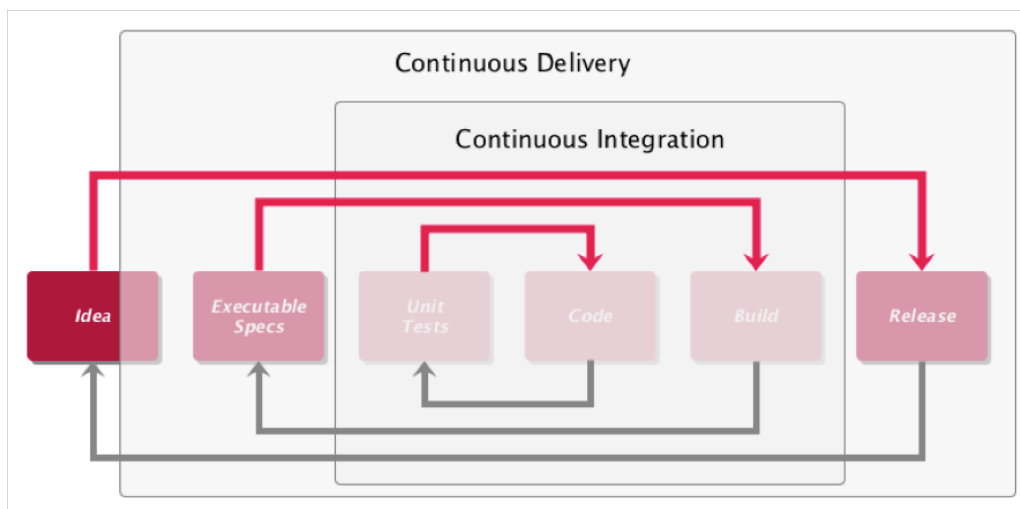 Continuous Delivery
Continuous Integration
Idea
Executable
Specs
Unit
Tests
Code
Build
Release